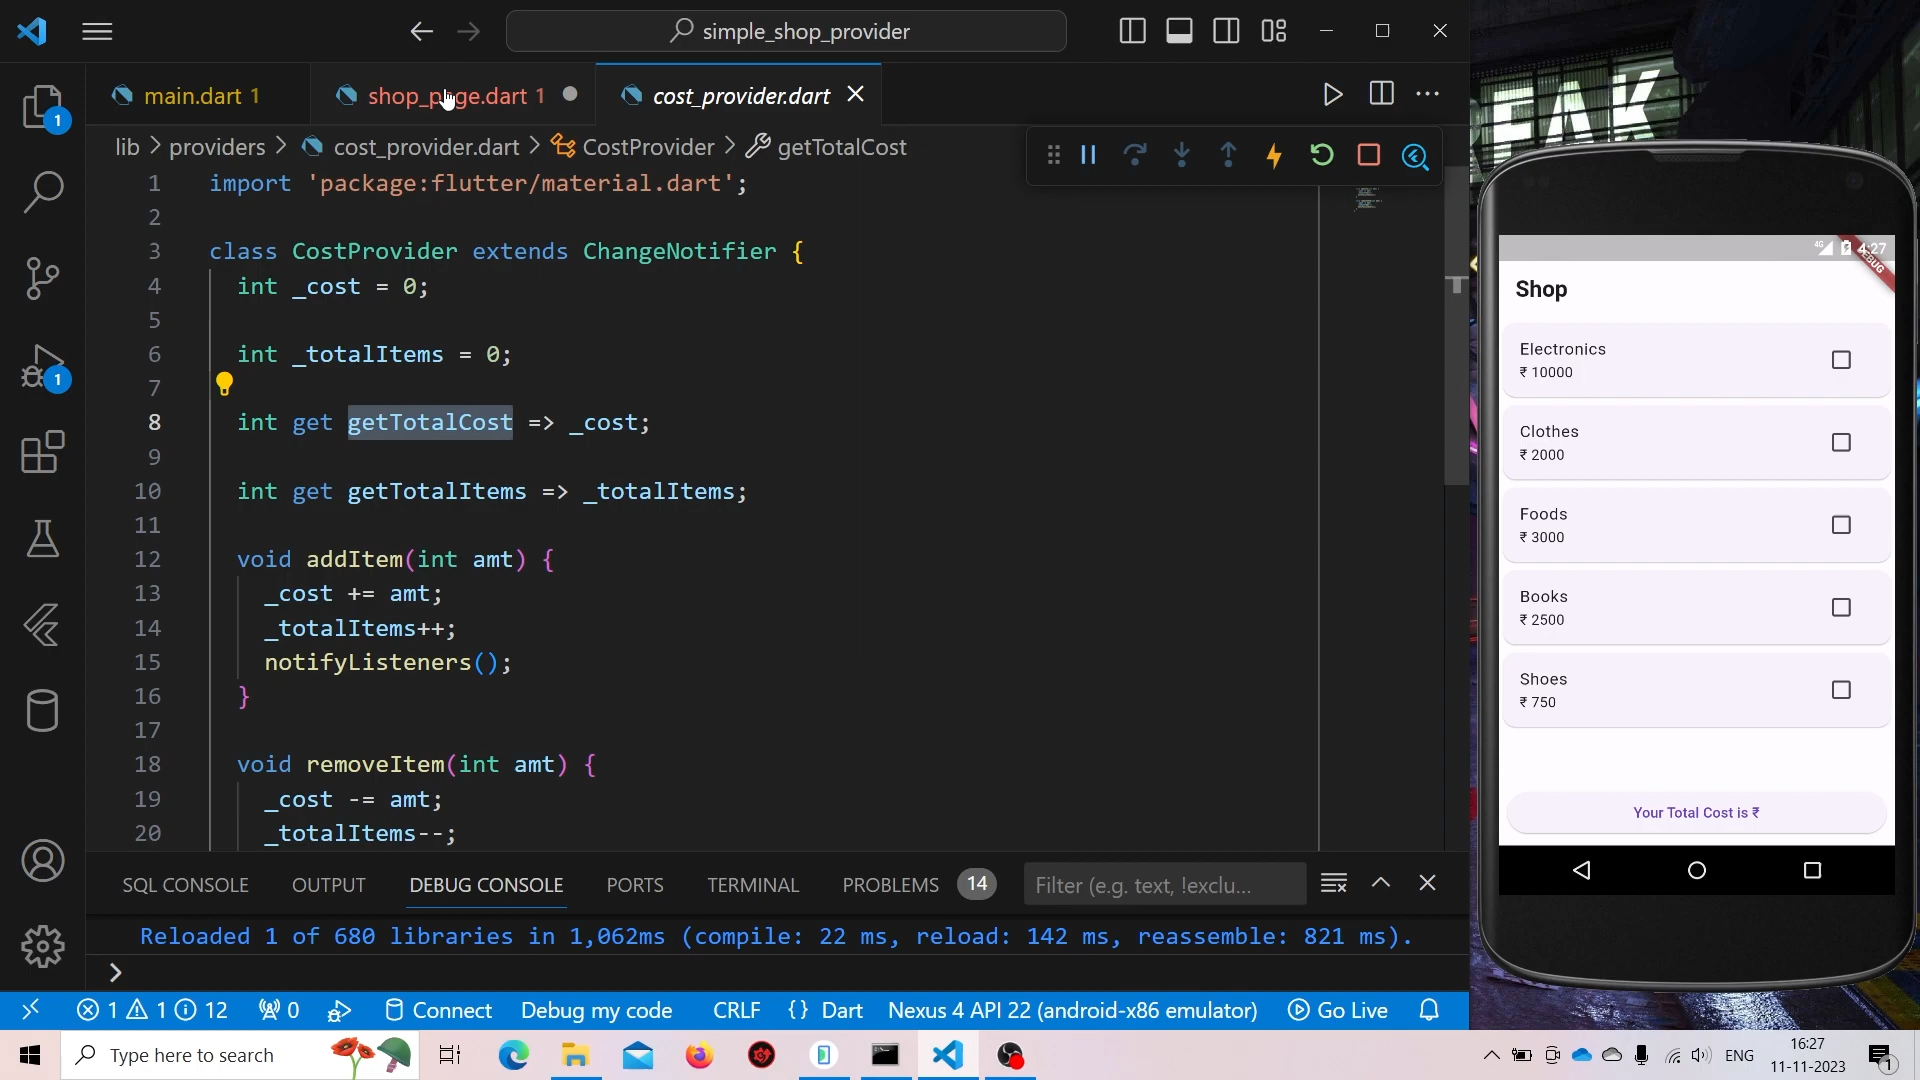 simple_shop_provider
main.dart 1
shop_page.dart 1
cost_provider.dart
lib > providers > cost_provider.dart > CostProvider > getTotalCost
1 import 'package:flutter/material.dart';
2
3 class CostProvider extends ChangeNotifier {
4 int _cost = 0;
5
6 int _totalItems = 0;
7
8 int get getTotalCost => _cost;
9
10 int get getTotalItems => _totalItems;
11
12 void addItem(int amt) {
13 _cost += amt;
14 _totalItems++;
15 notifyListeners();
16 }
17
18 void removeItem(int amt) {
19 _cost -= amt;
20 _totalItems--;
1
1
SQL CONSOLE OUTPUT DEBUG CONSOLE PORTS TERMINAL PROBLEMS 14 Filter (e.g. text, !exclu...
Reloaded 1 of 680 libraries in 1,062ms (compile: 22 ms, reload: 142 ms, reassemble: 821 ms).
>
1 1 12 0 Connect Debug my code CRLF {} Dart Nexus 4 API 22 (android-x86 emulator) Go Live
Type here to search
ENG
16:27
11-11-2023
1
EAK
4G 4:27
DEBUG
Shop
Electronics
₹ 10000
Clothes
₹ 2000
Foods
₹ 3000
Books
₹ 2500
Shoes
₹ 750
Your Total Cost is ₹